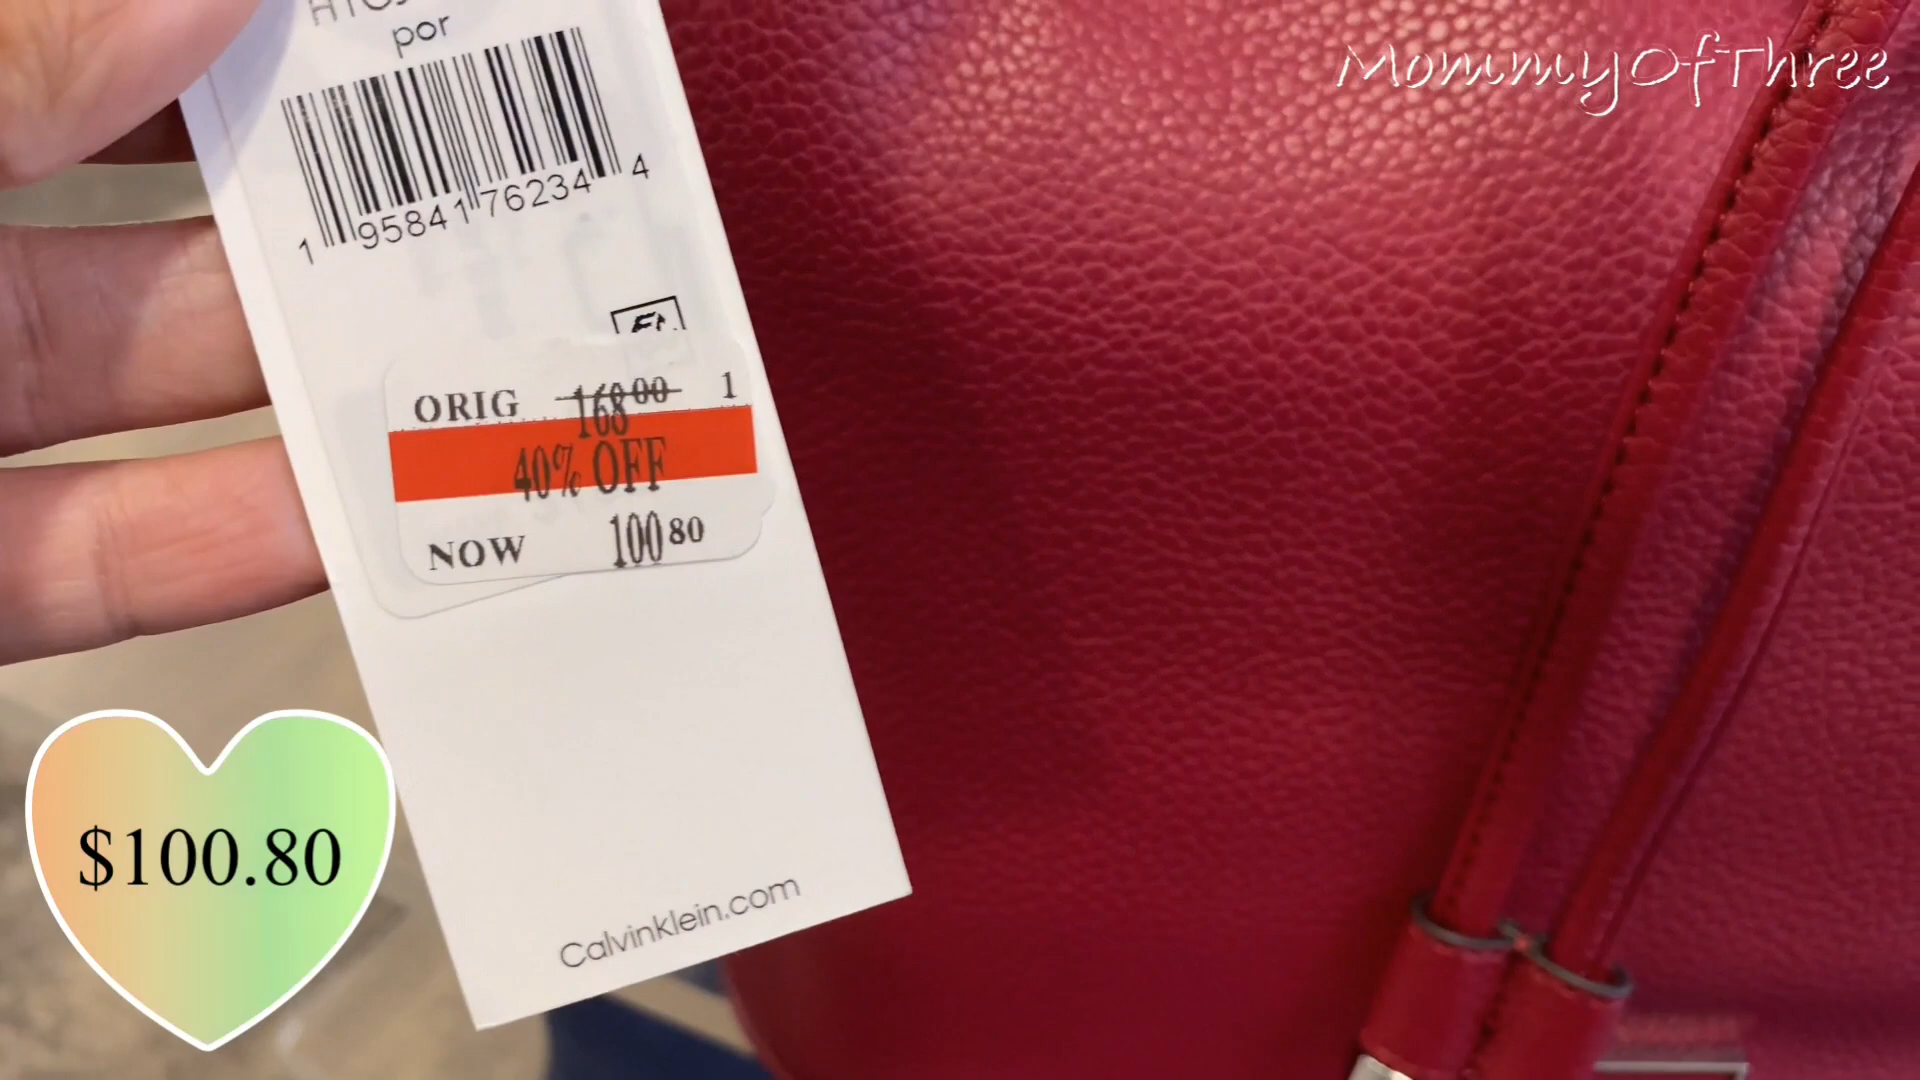 MommyOfThree
por
1 95841 76234 4
ORIG 168.00 1
40% OFF
NOW 100.80
$100.80
Calvinklein.com